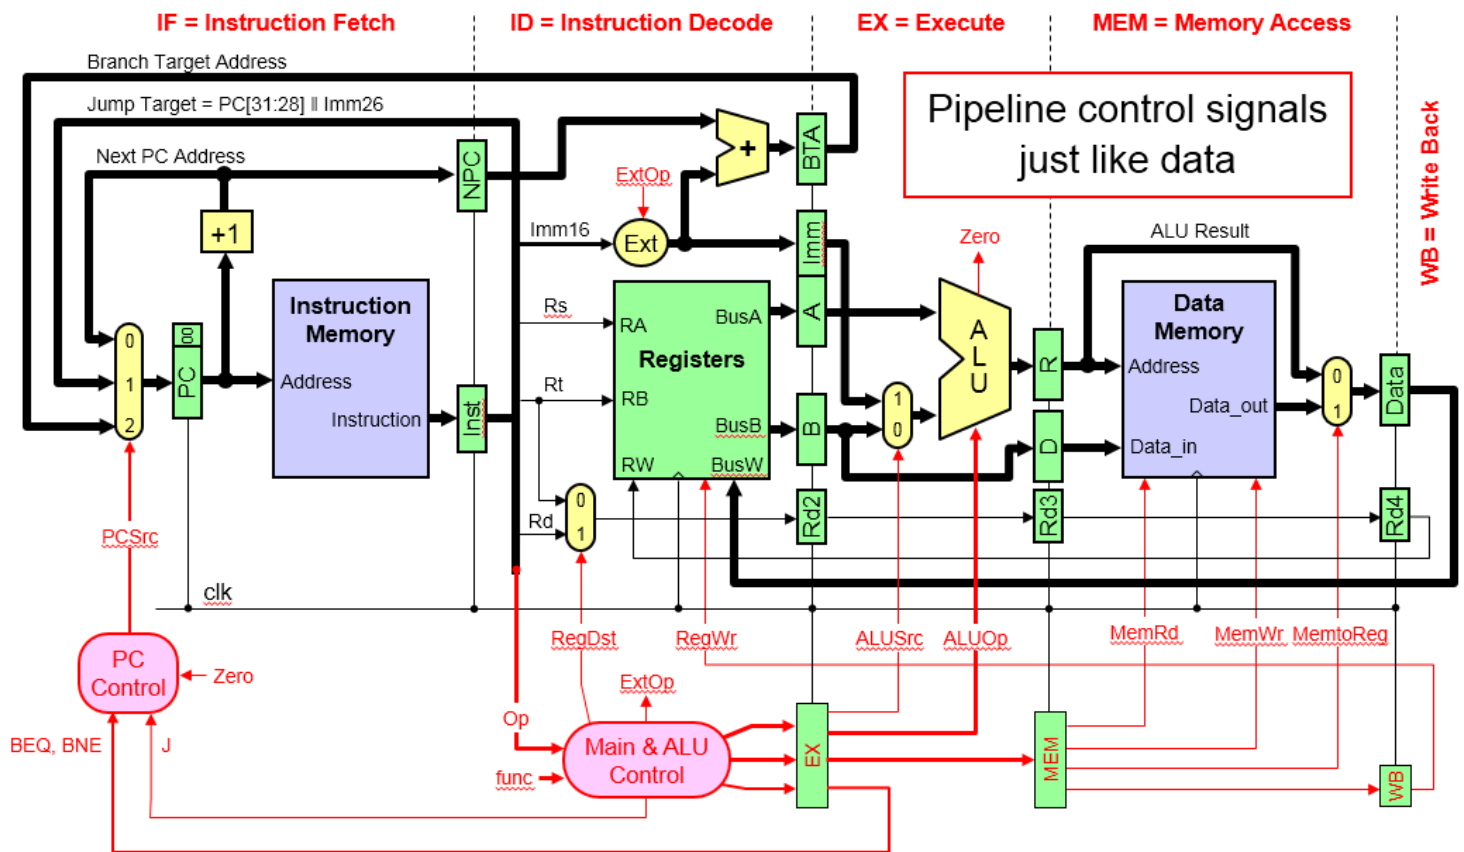 IF = Instruction Fetch
ID = Instruction Decode
EX = Execute
MEM = Memory Access
WB = Write Back
Branch Target Address
Jump Target = PC[31:28] ‖ Imm26
Next PC Address
Pipeline control signals
just like data
NPC
+
BTA
ExtOp
+1
Imm16
Ext
Imm
Zero
ALU Result
Instruction
Memory
Address
Instruction
PC
00
0
1
2
Inst
Rs
Rt
Rd
RA
BusA
Registers
RB
BusB
RW
BusW
0
1
A
B
Rd2
1
0
A
L
U
R
D
Rd3
Data
Memory
Address
Data_out
Data_in
0
1
Data
Rd4
PCSrc
clk
RegDst
RegWr
ALUSrc
ALUOp
MemRd
MemWr
MemtoReg
PC
Control
Zero
ExtOp
Op
BEQ, BNE
J
func
Main & ALU
Control
EX
MEM
WB